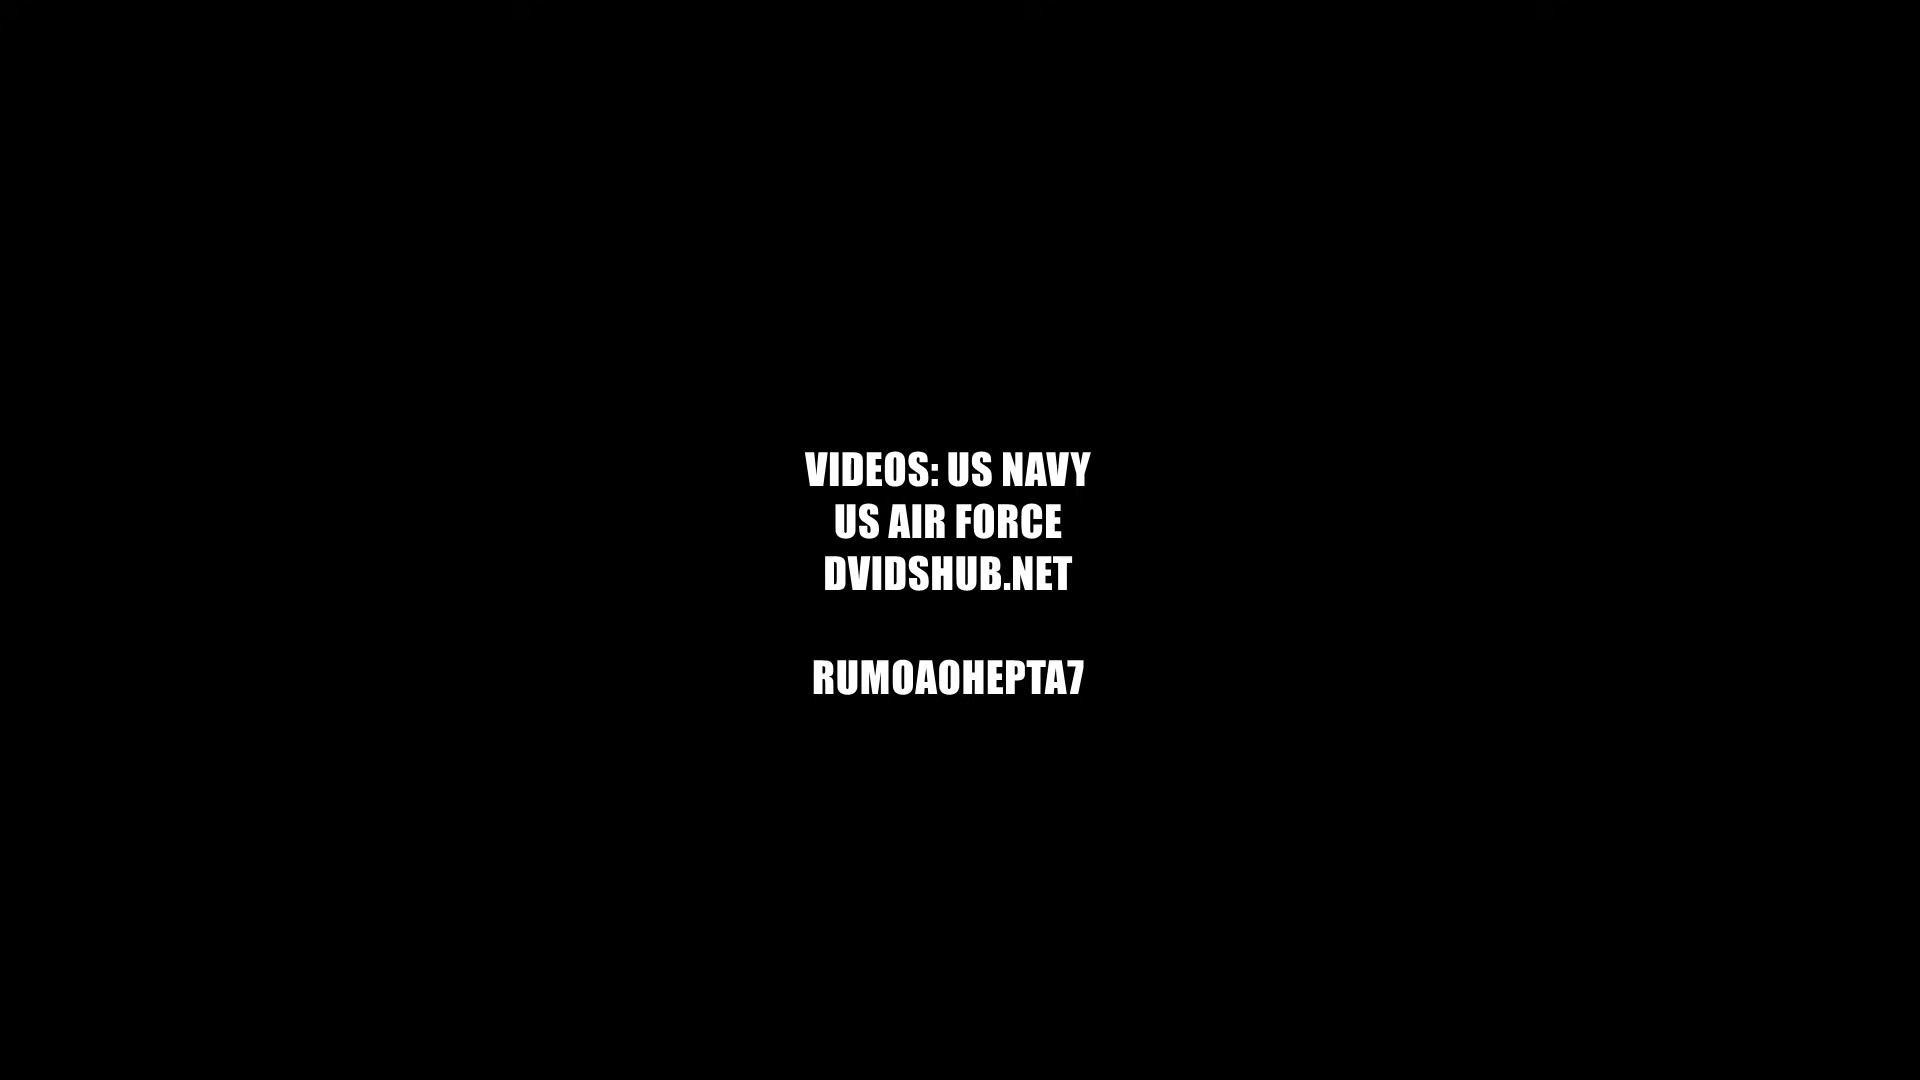 VIDEOS: US NAVY
US AIR FORCE
DVIDSHUB.NET
RUMOAOHEPTA7